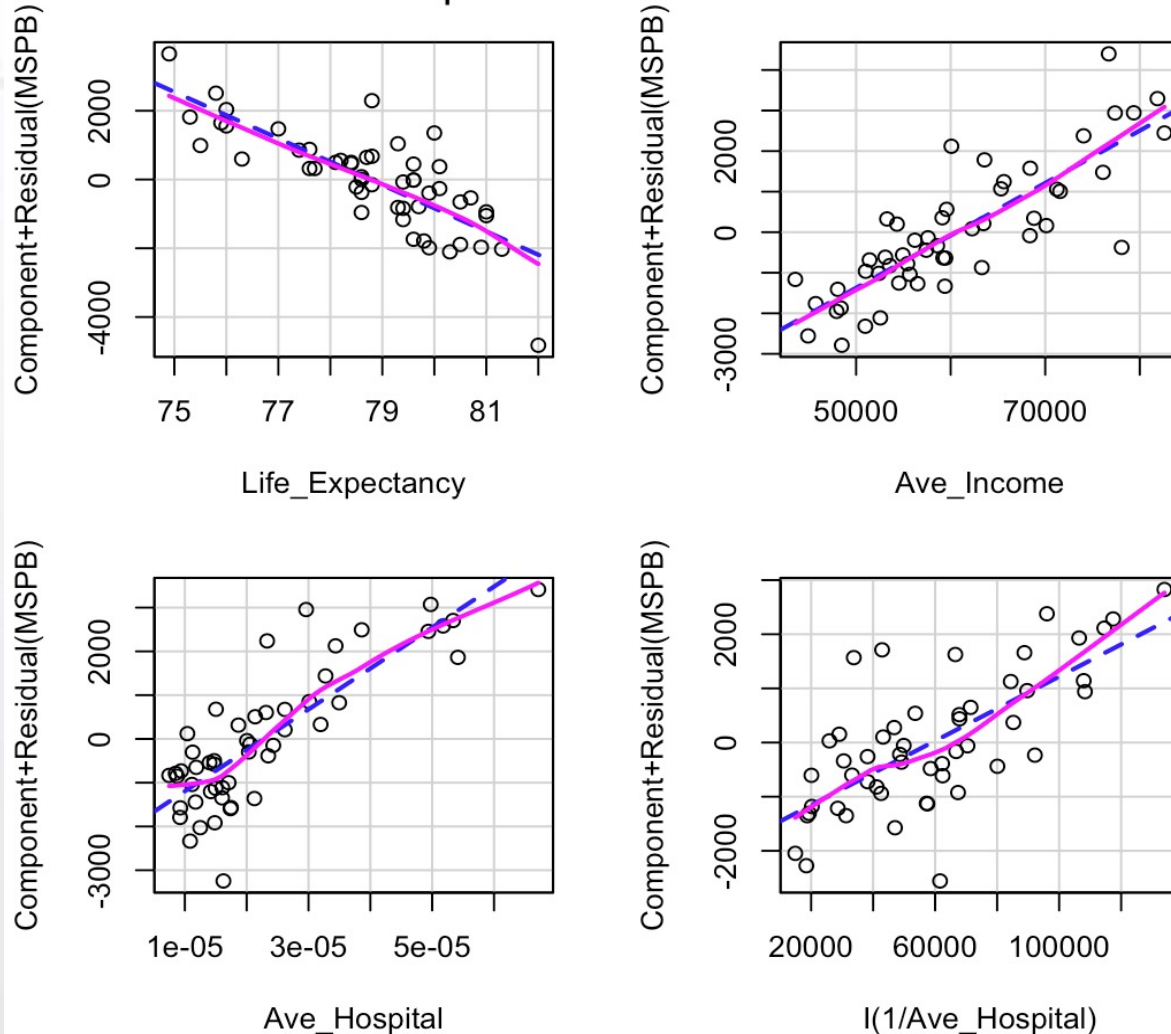 Component+Residual(MSPB)
2000
0
-4000
75 77 79 81
Life_Expectancy
Component+Residual(MSPB)
2000
0
-3000
50000 70000
Ave_Income
Component+Residual(MSPB)
2000
0
-3000
1e-05 3e-05 5e-05
Ave_Hospital
Component+Residual(MSPB)
2000
0
-2000
20000 60000 100000
I(1/Ave_Hospital)